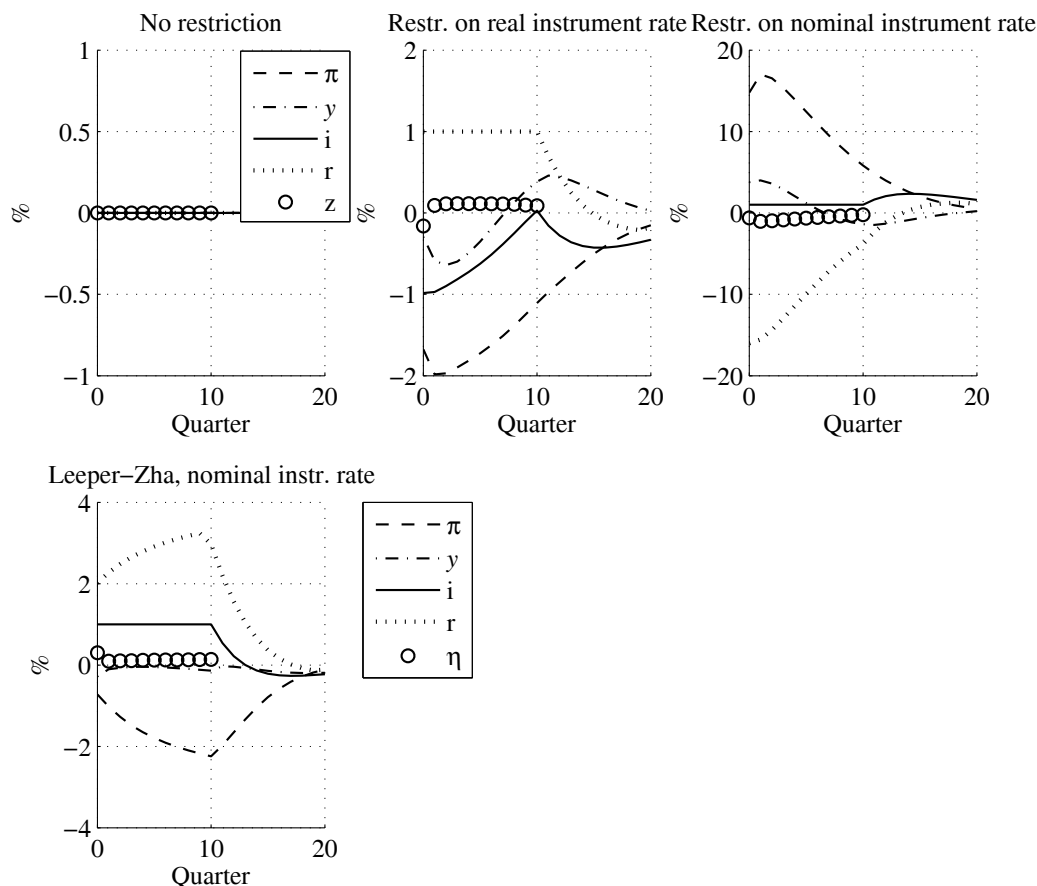 No restriction
Restr. on real instrument rate
Restr. on nominal instrument rate
%
1
0.5
0
−0.5
−1
0
10
20
Quarter
π
y
i
r
z
%
2
1
0
−1
−2
0
10
20
Quarter
%
20
10
0
−10
−20
0
10
20
Quarter
Leeper−Zha, nominal instr. rate
%
4
2
0
−2
−4
0
10
20
Quarter
π
y
i
r
η